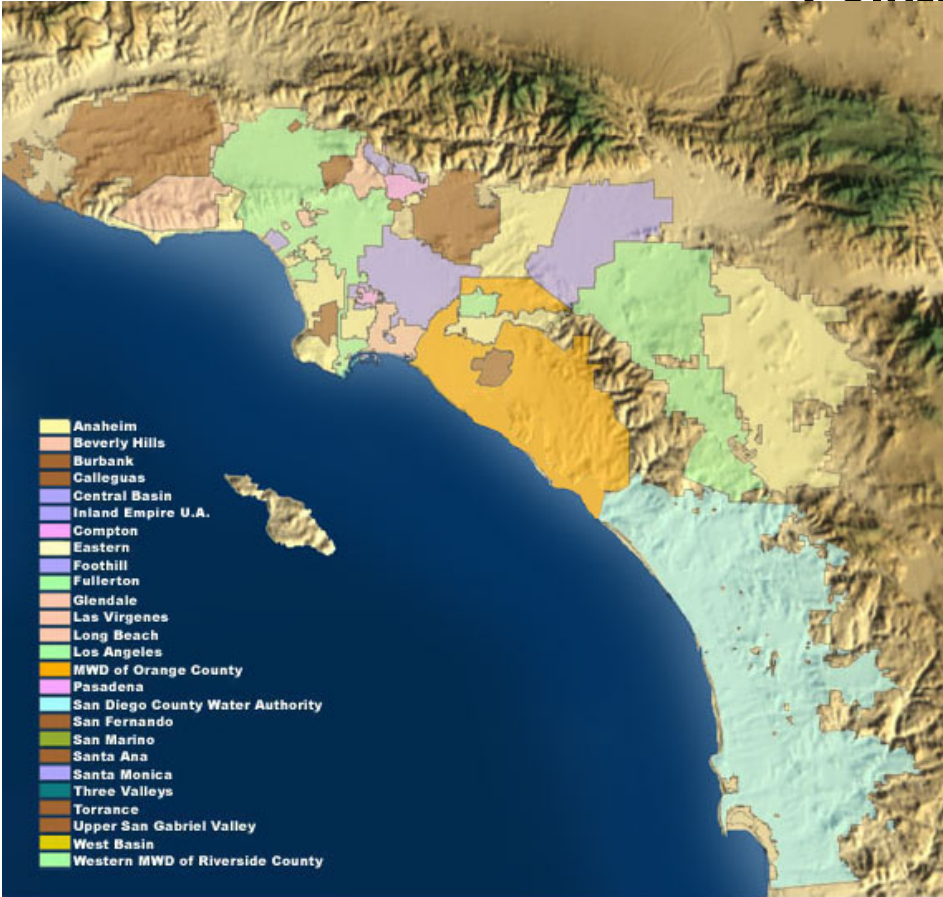 Anaheim
Beverly Hills
Burbank
Calleguas
Central Basin
Inland Empire U.A.
Compton
Eastern
Foothill
Fullerton
Glendale
Las Virgenes
Long Beach
Los Angeles
MWD of Orange County
Pasadena
San Diego County Water Authority
San Fernando
San Marino
Santa Ana
Santa Monica
Three Valleys
Torrance
Upper San Gabriel Valley
West Basin
Western MWD of Riverside County